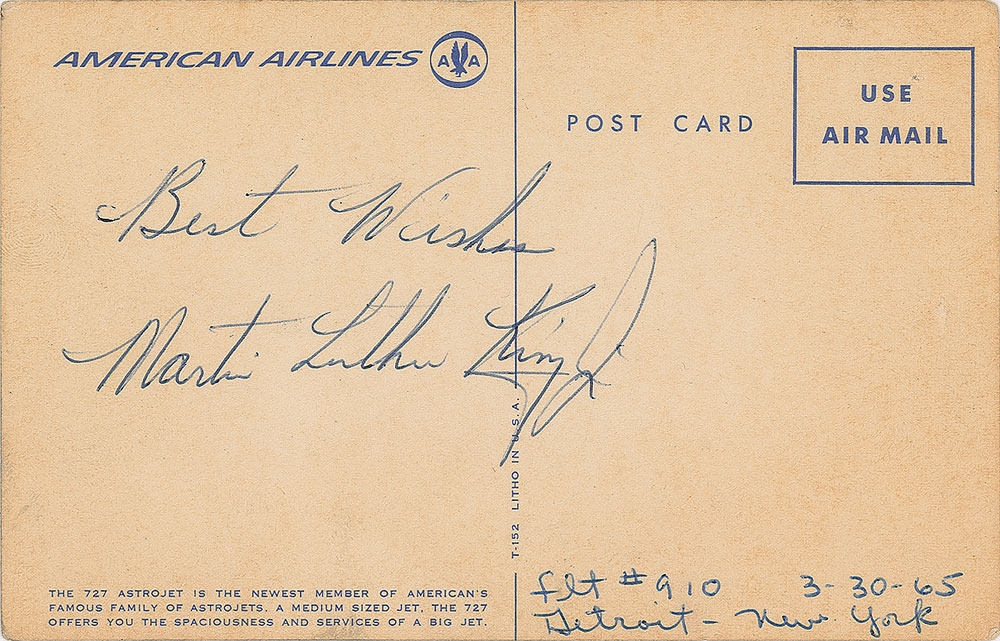 AMERICAN AIRLINES AA
POST CARD
USE
AIR MAIL
Best Wishes
Martin Luther King Jr
T-152 LITHO IN U.S.A.
THE 727 ASTROJET IS THE NEWEST MEMBER OF AMERICAN'S
FAMOUS FAMILY OF ASTROJETS. A MEDIUM SIZED JET, THE 727
OFFERS YOU THE SPACIOUSNESS AND SERVICES OF A BIG JET.
flt #910 3-30-65
Detroit - New York